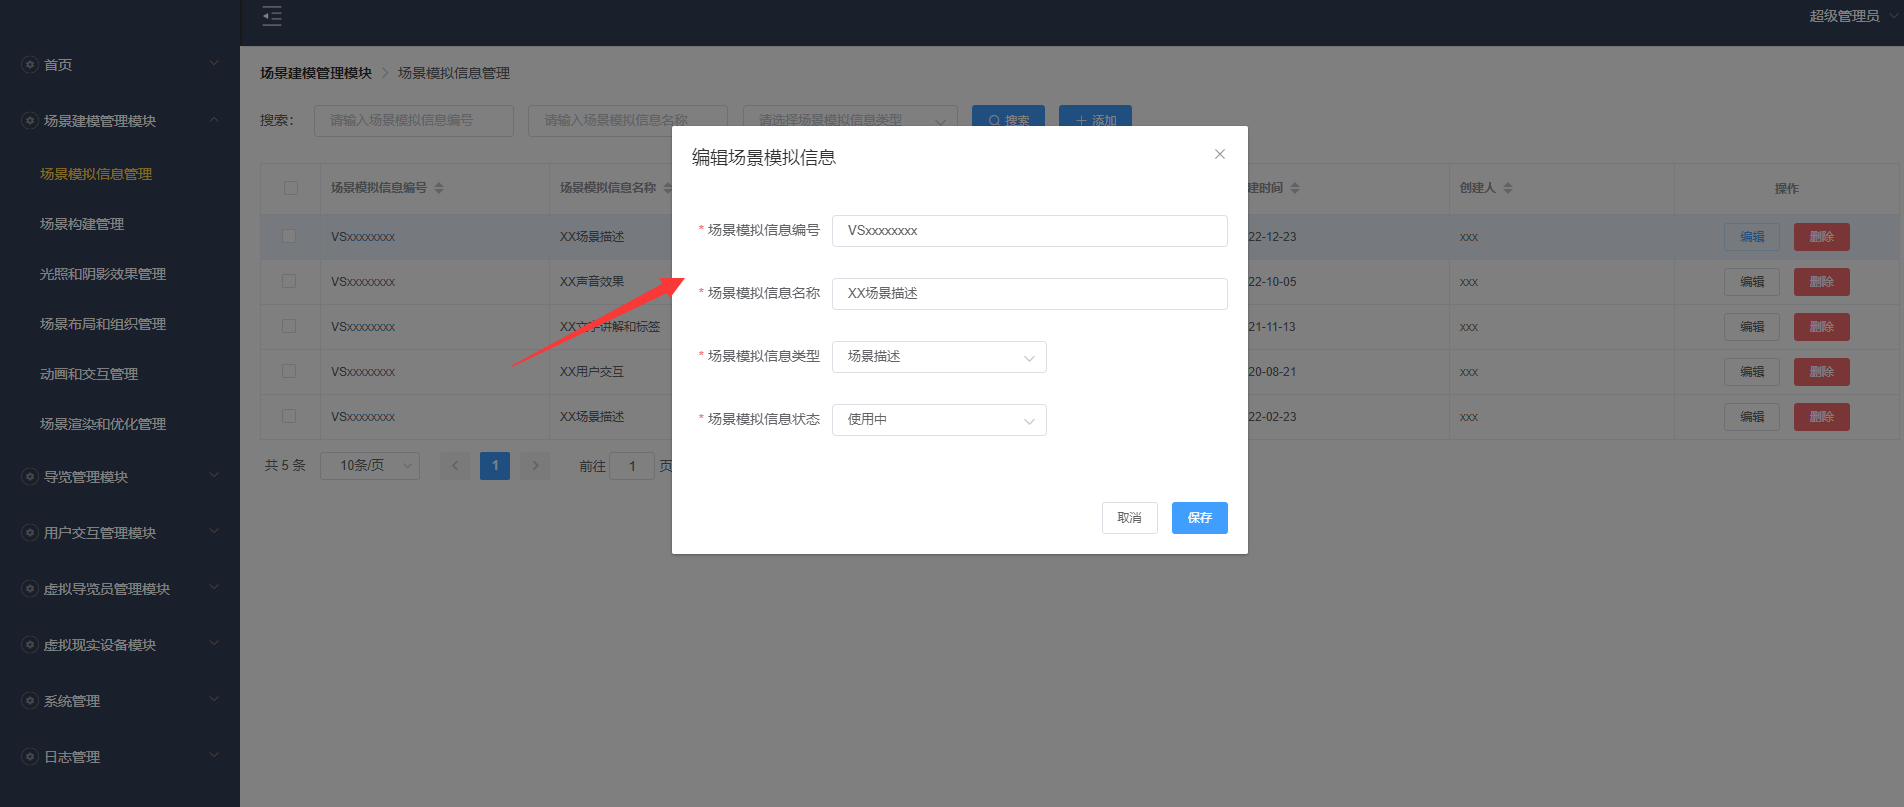 超级管理员
首页
场景建模管理模块
场景模拟信息管理
场景构建管理
光照和阴影效果管理
场景布局和组织管理
动画和交互管理
场景渲染和优化管理
导览管理模块
用户交互管理模块
虚拟导览员管理模块
虚拟现实设备模块
系统管理
日志管理
场景建模管理模块 > 场景模拟信息管理
搜索: 请输入场景模拟信息编号 请输入场景模拟信息名称 请选择场景模拟信息类型 搜索 + 添加
场景模拟信息编号 场景模拟信息名称 建时间 创建人 操作
VSxxxxxxxx XX场景描述 22-12-23 xxx 编辑 删除
VSxxxxxxxx XX声音效果 22-10-05 xxx 编辑 删除
VSxxxxxxxx XX文字讲解和标签 21-11-13 xxx 编辑 删除
VSxxxxxxxx XX用户交互 20-08-21 xxx 编辑 删除
VSxxxxxxxx XX场景描述 22-02-23 xxx 编辑 删除
共 5 条 10条/页 < 1 > 前往 1 页
编辑场景模拟信息
* 场景模拟信息编号 VSxxxxxxxx
* 场景模拟信息名称 XX场景描述
* 场景模拟信息类型 场景描述
* 场景模拟信息状态 使用中
取消 保存